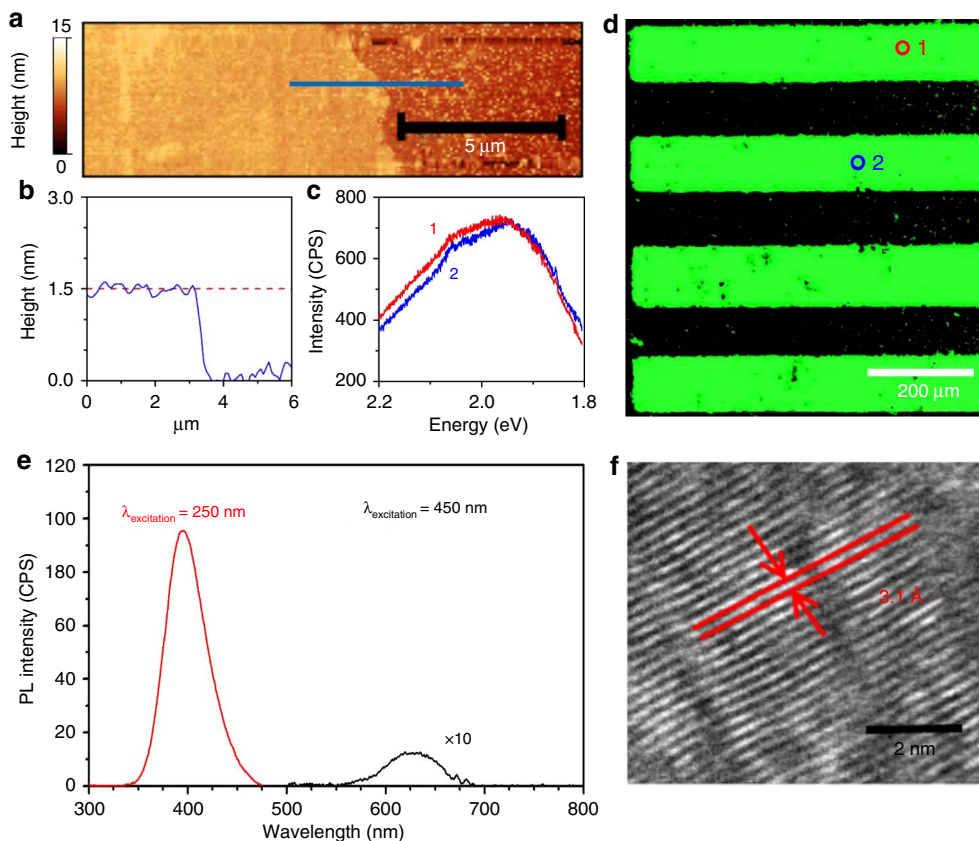 a
15
Height (nm)
0
5 μm
b
3.0
1.5
0.0
Height (nm)
0 2 4 6
μm
c
800
600
400
200
Intensity (CPS)
1
2
2.2 2.0 1.8
Energy (eV)
d
1
2
200 μm
e
120
100
180
60
40
20
0
PL intensity (CPS)
λexcitation = 250 nm
λexcitation = 450 nm
×10
300 400 500 600 700 800
Wavelength (nm)
f
3.1 Å
2 nm